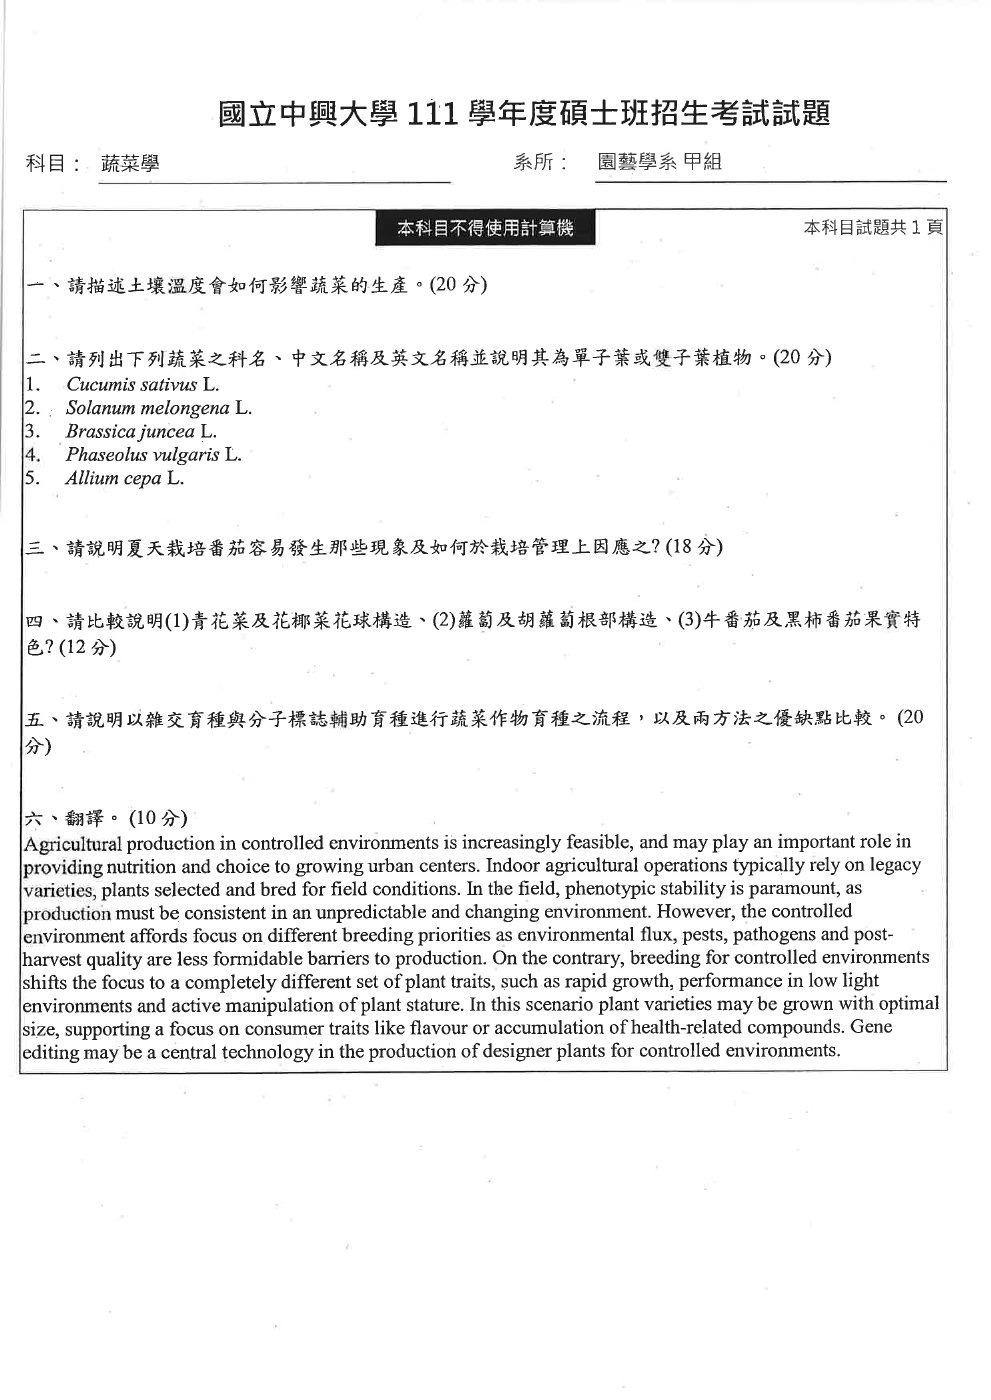 國立中興大學 111 學年度碩士班招生考試試題
科目： 蔬菜學
系所： 園藝學系 甲組
本科目不得使用計算機
本科目試題共 1 頁
一、請描述土壤溫度會如何影響蔬菜的生產。(20 分)
二、請列出下列蔬菜之科名、中文名稱及英文名稱並說明其為單子葉或雙子葉植物。(20 分)
1. Cucumis sativus L.
2. Solanum melongena L.
3. Brassica juncea L.
4. Phaseolus vulgaris L.
5. Allium cepa L.
三、請說明夏天栽培番茄容易發生那些現象及如何於栽培管理上因應之? (18 分)
四、請比較說明(1)青花菜及花椰菜花球構造、(2)蘿蔔及胡蘿蔔根部構造、(3)牛番茄及黑柿番茄果實特
色? (12 分)
五、請說明以雜交育種與分子標誌輔助育種進行蔬菜作物育種之流程，以及兩方法之優缺點比較。 (20
分)
六、翻譯。 (10 分)
Agricultural production in controlled environments is increasingly feasible, and may play an important role in
providing nutrition and choice to growing urban centers. Indoor agricultural operations typically rely on legacy
varieties, plants selected and bred for field conditions. In the field, phenotypic stability is paramount, as
production must be consistent in an unpredictable and changing environment. However, the controlled
environment affords focus on different breeding priorities as environmental flux, pests, pathogens and post-
harvest quality are less formidable barriers to production. On the contrary, breeding for controlled environments
shifts the focus to a completely different set of plant traits, such as rapid growth, performance in low light
environments and active manipulation of plant stature. In this scenario plant varieties may be grown with optimal
size, supporting a focus on consumer traits like flavour or accumulation of health-related compounds. Gene
editing may be a central technology in the production of designer plants for controlled environments.